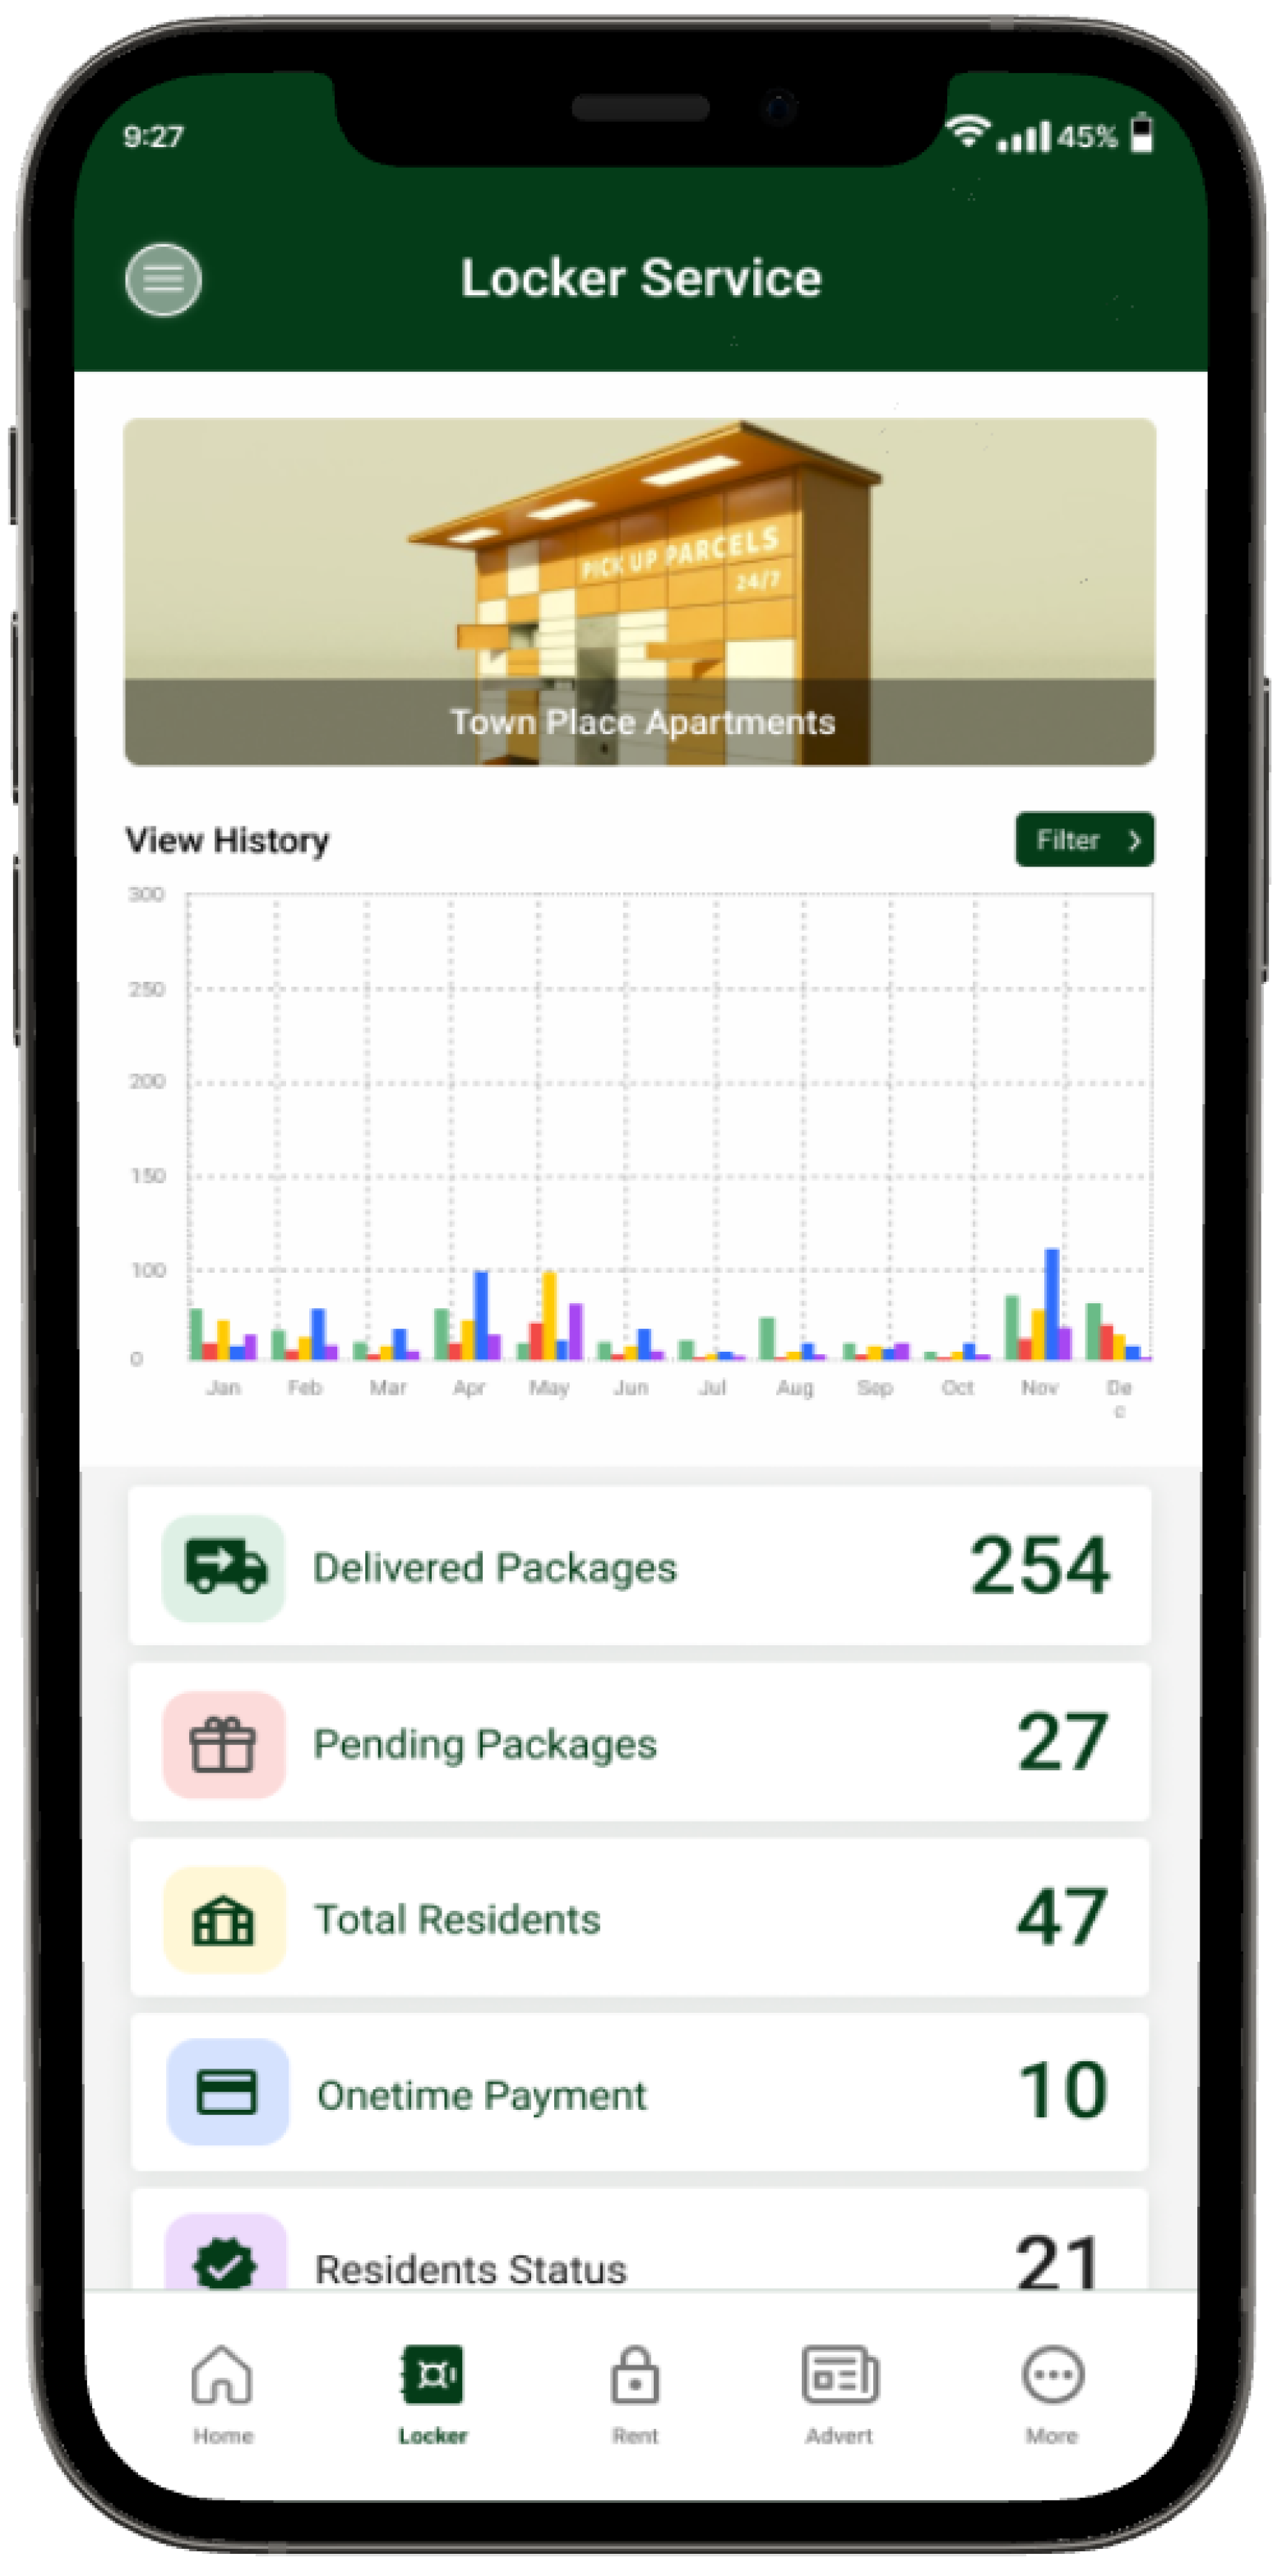 9:27
45%
Locker Service
PICK UP PARCELS
24/7
Town Place Apartments
View History
Filter
300
250
200
150
100
0
Jan Feb Mar Apr May Jun Jul Aug Sep Oct Nov De
c
Delivered Packages 254
Pending Packages 27
Total Residents 47
Onetime Payment 10
Residents Status 21
Home Locker Rent Advert More